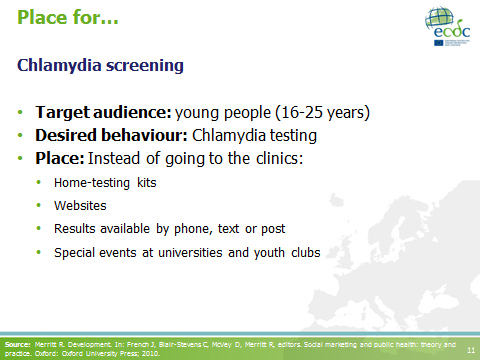 Place for...
ecdc
Chlamydia screening
• Target audience: young people (16-25 years)
• Desired behaviour: Chlamydia testing
• Place: Instead of going to the clinics:
• Home-testing kits
• Websites
• Results available by phone, text or post
• Special events at universities and youth clubs
Source: Merritt R. Development. In: French J, Blair-Stevens C, McVey D, Merritt R, editors. Social marketing and public health: theory and
practice. Oxford: Oxford University Press; 2010.
11